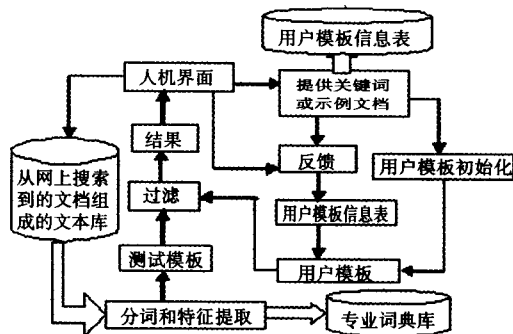 用户模板信息表
人机界面
提供关键词
或示例文档
结果
反馈
用户模板初始化
从网上搜索
到的文档组
成的文本库
过滤
用户模板信息表
测试模板
用户模板
分词和特征提取
专业词典库